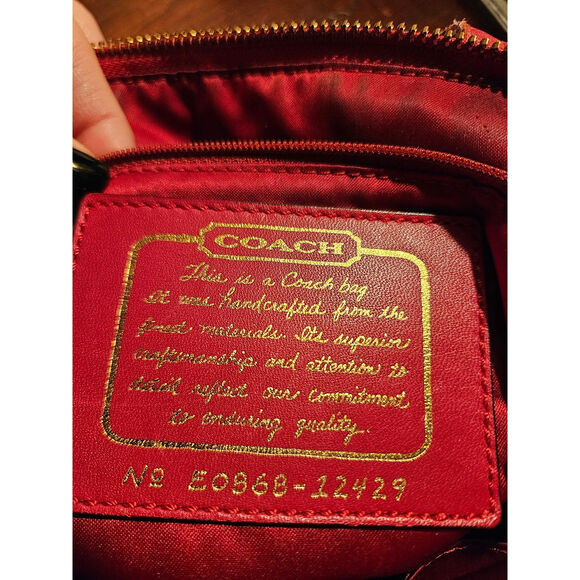 COACH
This is a Coach bag.
It was handcrafted from the
finest materials. Its superior
craftsmanship and attention to
detail reflect our commitment
to enduring quality.
No E0868-12429